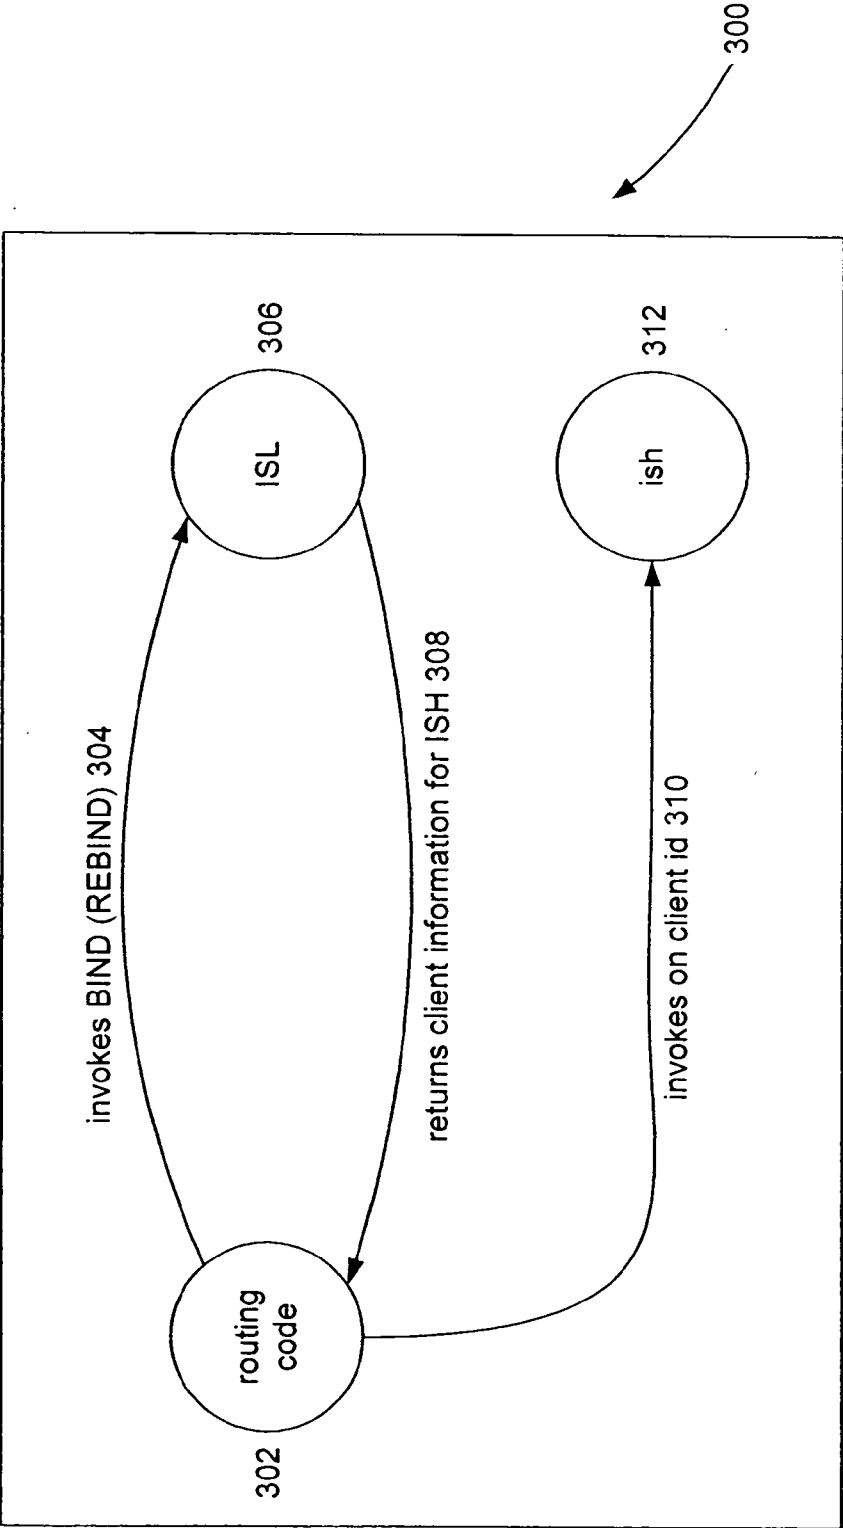 300
invokes BIND (REBIND) 304
302
routing
code
ISL
306
returns client information for ISH 308
invokes on client id 310
ish
312